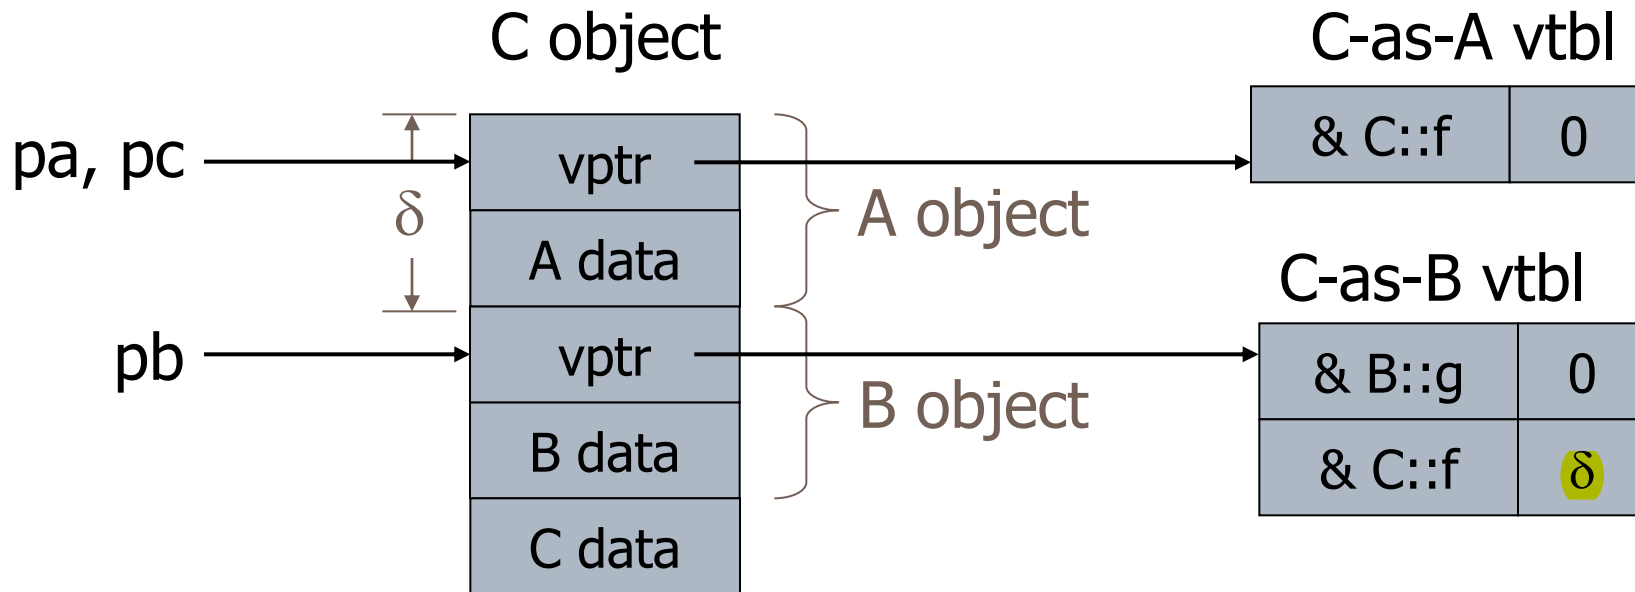 C object
C-as-A vtbl
pa, pc
vptr
& C::f 0
δ
A object
A data
C-as-B vtbl
pb
vptr
& B::g 0
B object
B data
& C::f δ
C data